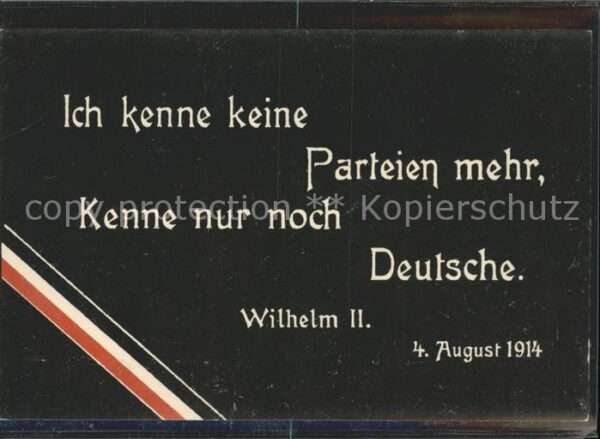 Ich kenne keine
Parteien mehr,
copy protection ** Kopierschutz
Kenne nur noch
Deutsche.
Wilhelm II.
4. August 1914